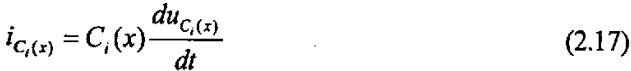 i_{C_i(x)} = C_i(x) \frac{du_{C_i(x)}}{dt} (2.17)